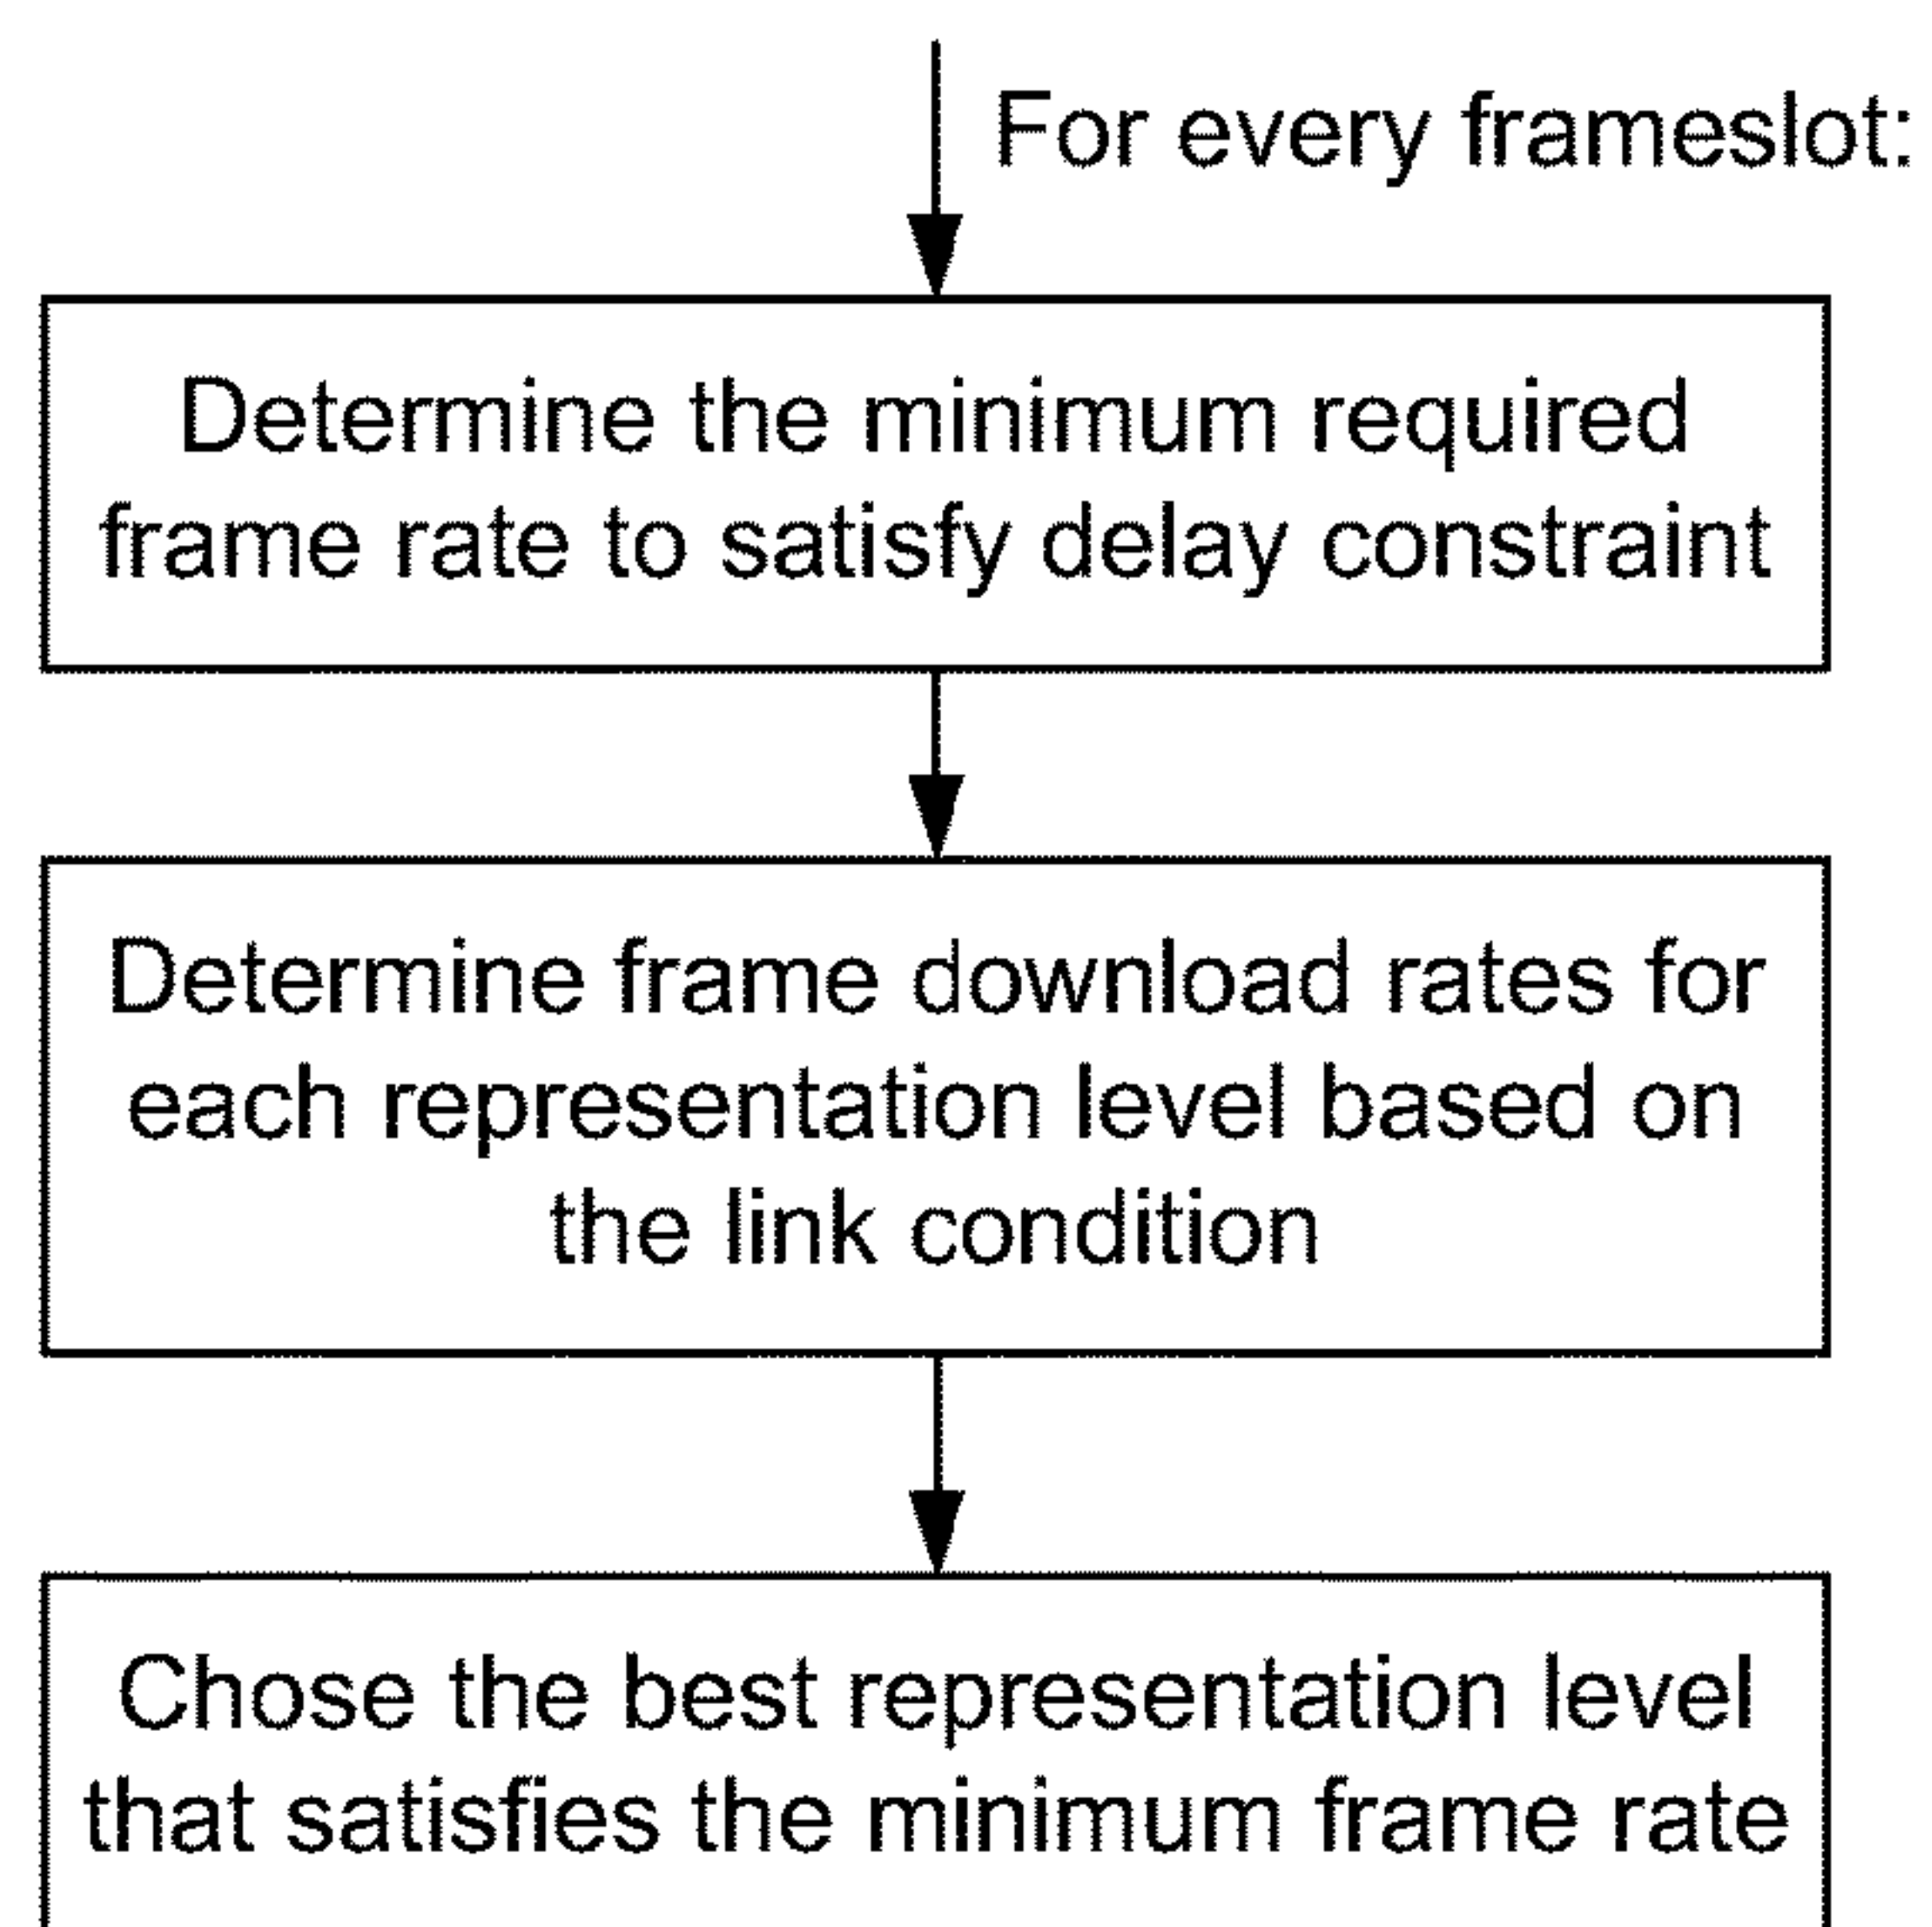 For every frameslot:
Determine the minimum required
frame rate to satisfy delay constraint
Determine frame download rates for
each representation level based on
the link condition
Chose the best representation level
that satisfies the minimum frame rate